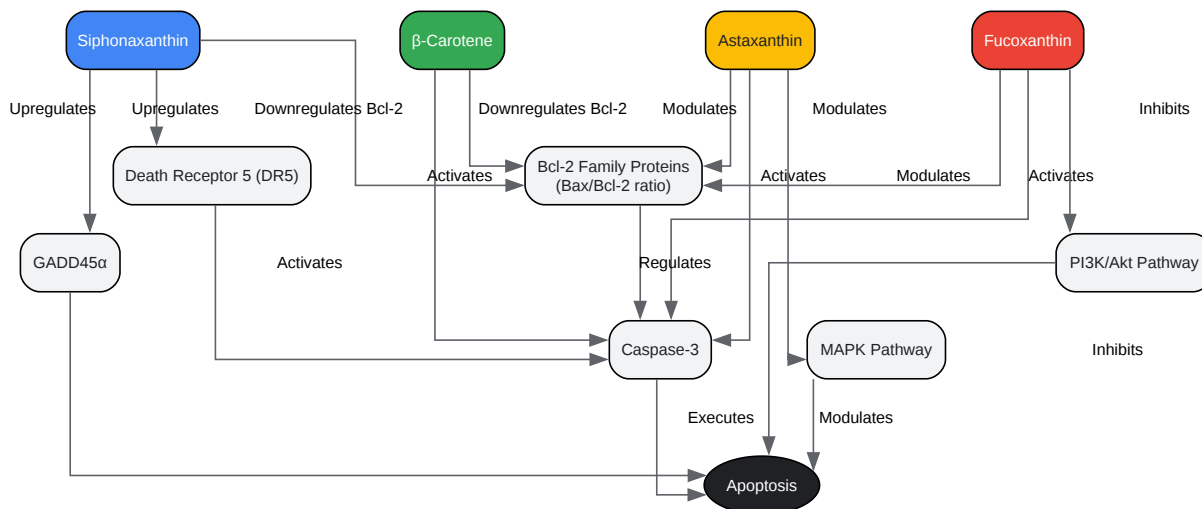 Siphonaxanthin
β-Carotene
Astaxanthin
Fucoxanthin
Upregulates
Upregulates
Downregulates Bcl-2
Downregulates Bcl-2
Modulates
Modulates
Inhibits
Death Receptor 5 (DR5)
Activates
Bcl-2 Family Proteins
(Bax/Bcl-2 ratio)
Activates
Modulates
Activates
GADD45α
Activates
Regulates
PI3K/Akt Pathway
Caspase-3
MAPK Pathway
Inhibits
Executes
Modulates
Apoptosis